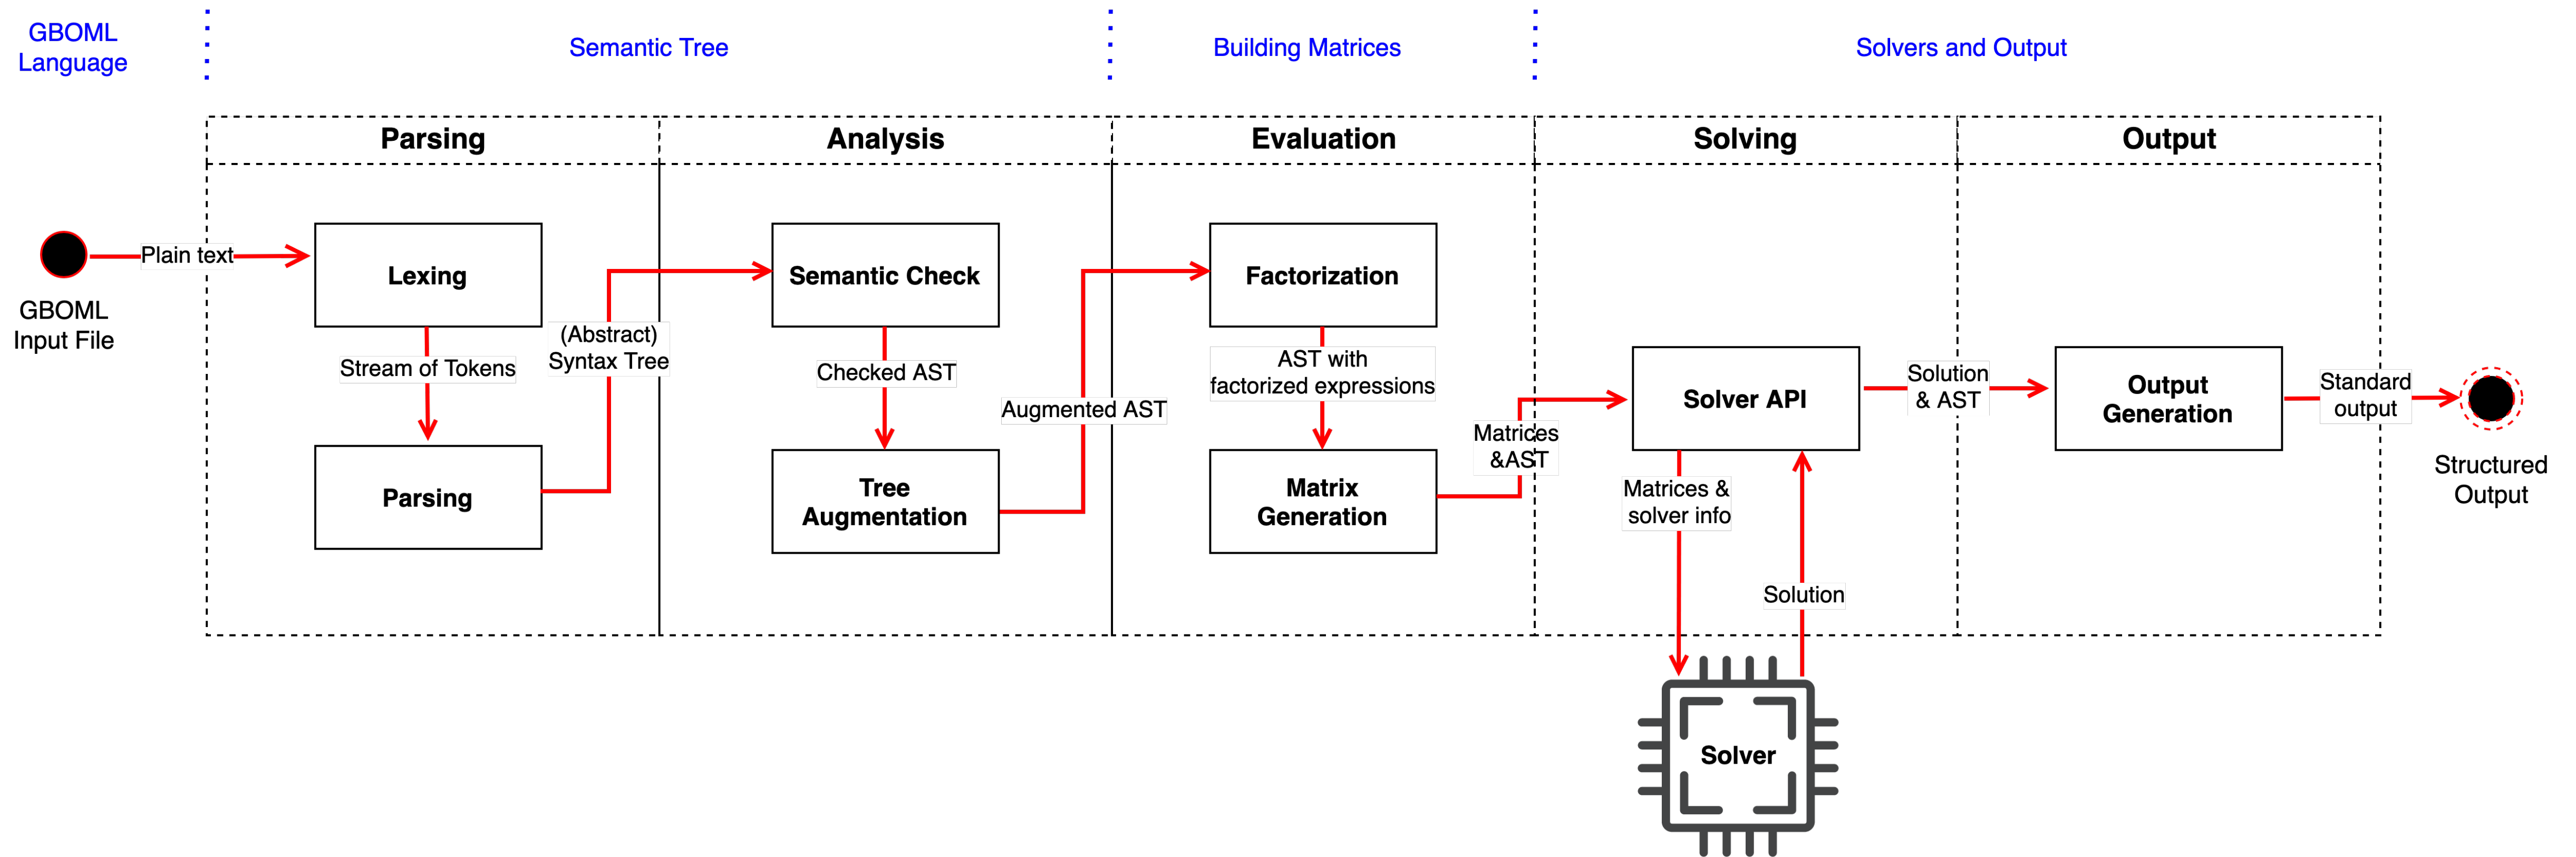 GBOML
Language
Semantic Tree
Building Matrices
Solvers and Output
Parsing
Analysis
Evaluation
Solving
Output
Plain text
GBOML
Input File
Lexing
Stream of Tokens
Parsing
(Abstract)
Syntax Tree
Semantic Check
Checked AST
Tree
Augmentation
Augmented AST
Factorization
AST with
factorized expressions
Matrix
Generation
Matrices
&AST
Solver API
Matrices &
solver info
Solution
Solver
Solution
& AST
Output
Generation
Standard
output
Structured
Output